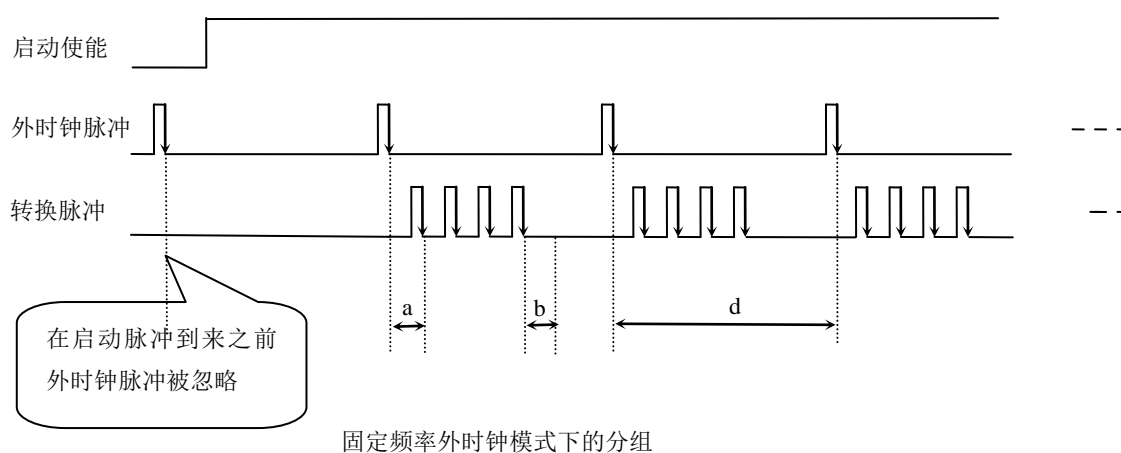 启动使能
外时钟脉冲
转换脉冲
a
b
d
在启动脉冲到来之前
外时钟脉冲被忽略
固定频率外时钟模式下的分组